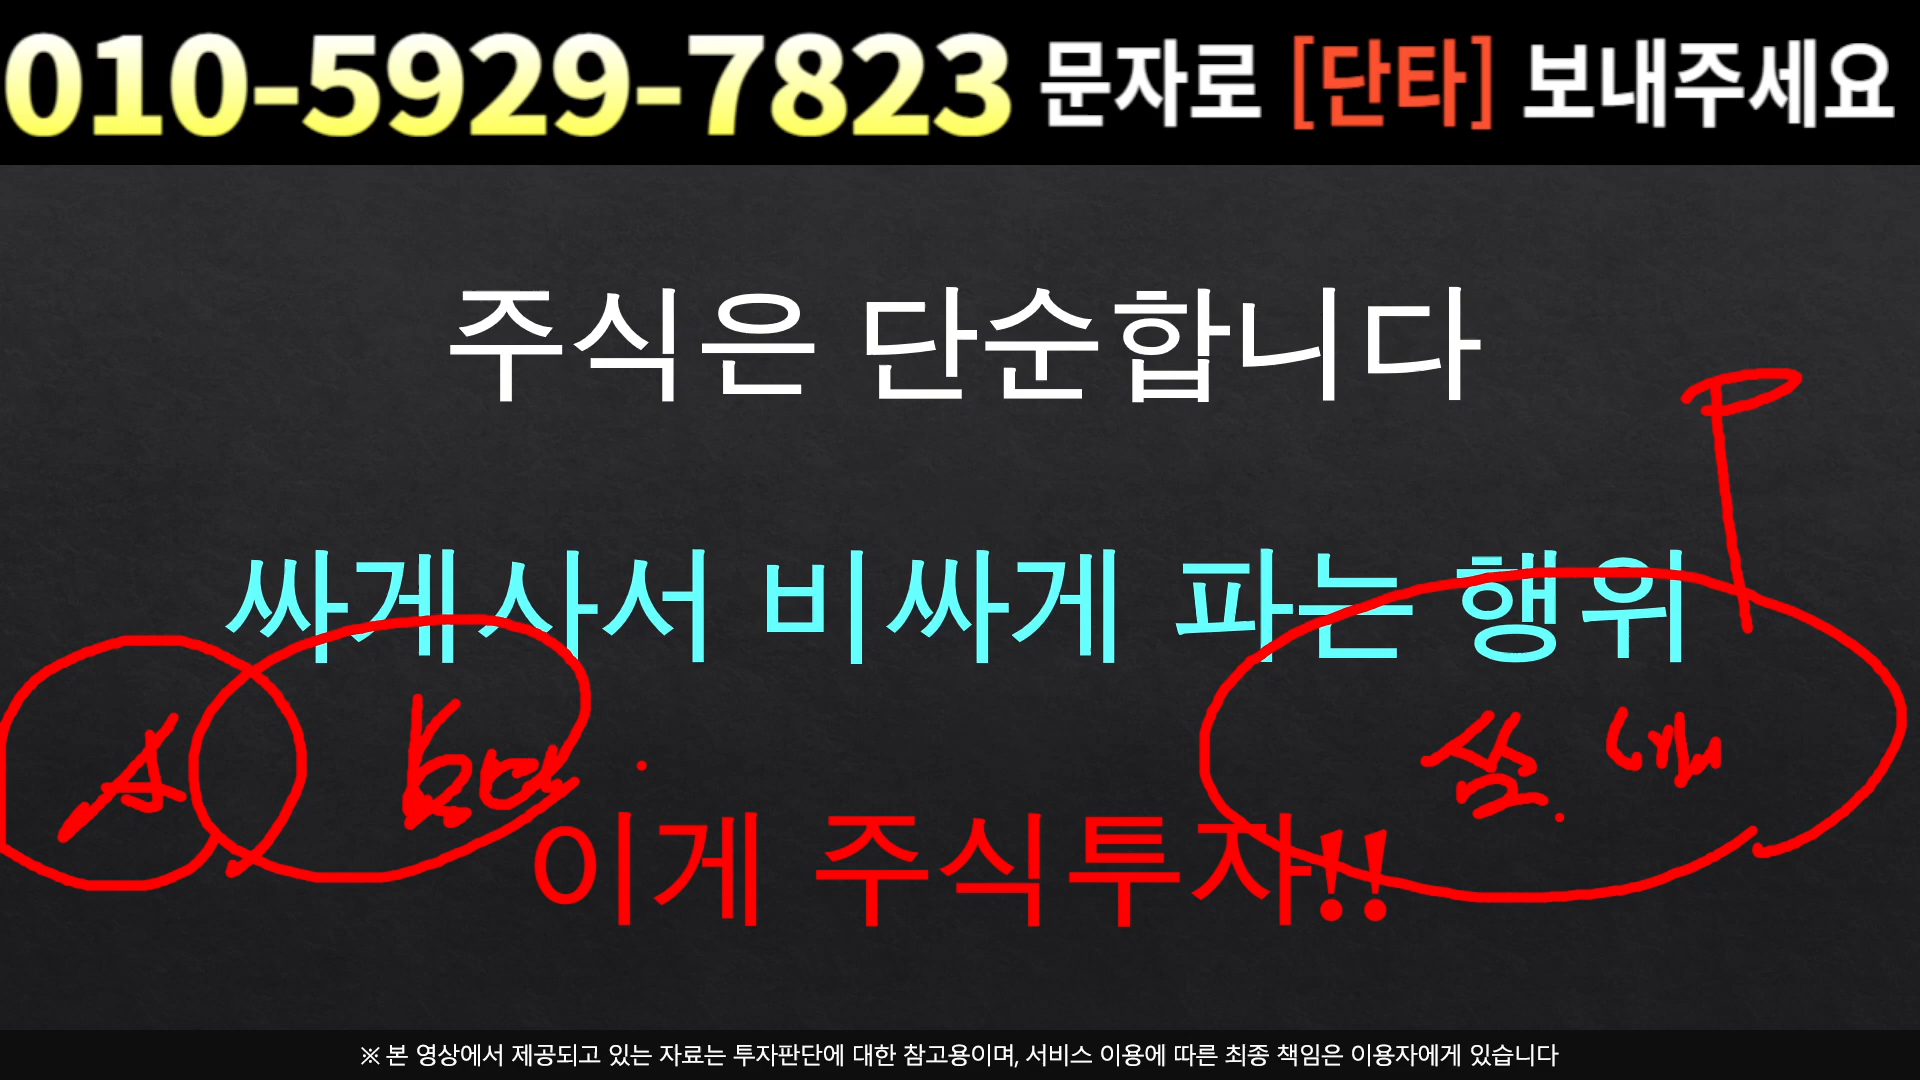 010-5929-7823 문자로 [단타] 보내주세요
주식은 단순합니다
싸게사서 비싸게 파는 행위
이게 주식투자!!
※ 본 영상에서 제공되고 있는 자료는 투자판단에 대한 참고용이며, 서비스 이용에 따른 최종 책임은 이용자에게 있습니다